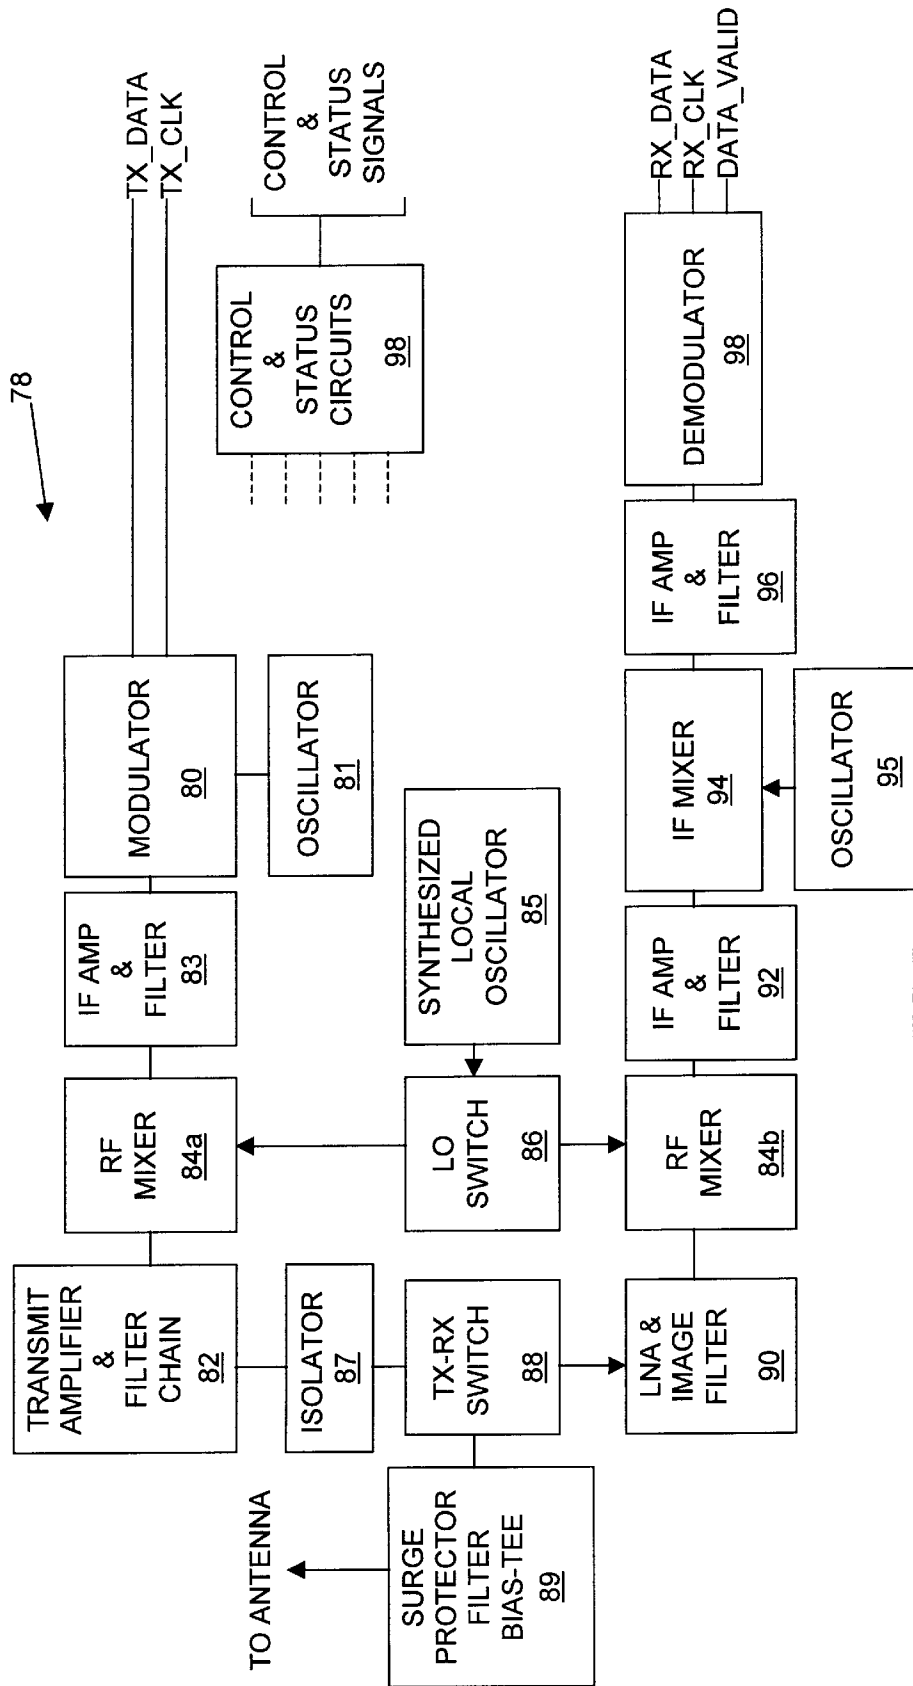 78
TX_DATA
TX_CLK
TRANSMIT
AMPLIFIER
&
FILTER
CHAIN
82
RF
MIXER
84a
IF AMP
&
FILTER
83
MODULATOR
80
OSCILLATOR
81
CONTROL
&
STATUS
CIRCUITS
98
CONTROL
&
STATUS
SIGNALS
TO ANTENNA
ISOLATOR
87
SURGE
PROTECTOR
FILTER
BIAS-TEE
89
TX-RX
SWITCH
88
LO
SWITCH
86
SYNTHESIZED
LOCAL
OSCILLATOR
85
LNA &
IMAGE
FILTER
90
RF
MIXER
84b
IF AMP
&
FILTER
92
IF MIXER
94
OSCILLATOR
95
IF AMP
&
FILTER
96
DEMODULATOR
98
RX_DATA
RX_CLK
DATA_VALID